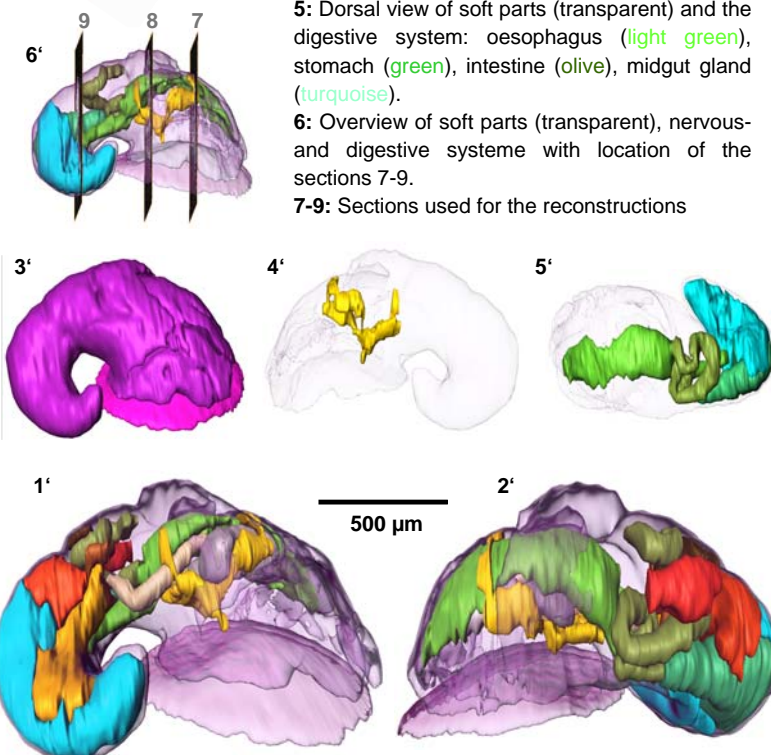 9 8 7
6‘
5: Dorsal view of soft parts (transparent) and the
digestive system: oesophagus (light green),
stomach (green), intestine (olive), midgut gland
(turquoise).
6: Overview of soft parts (transparent), nervous-
and digestive systeme with location of the
sections 7-9.
7-9: Sections used for the reconstructions
3‘ 4‘ 5‘
1‘ 2‘
500 µm